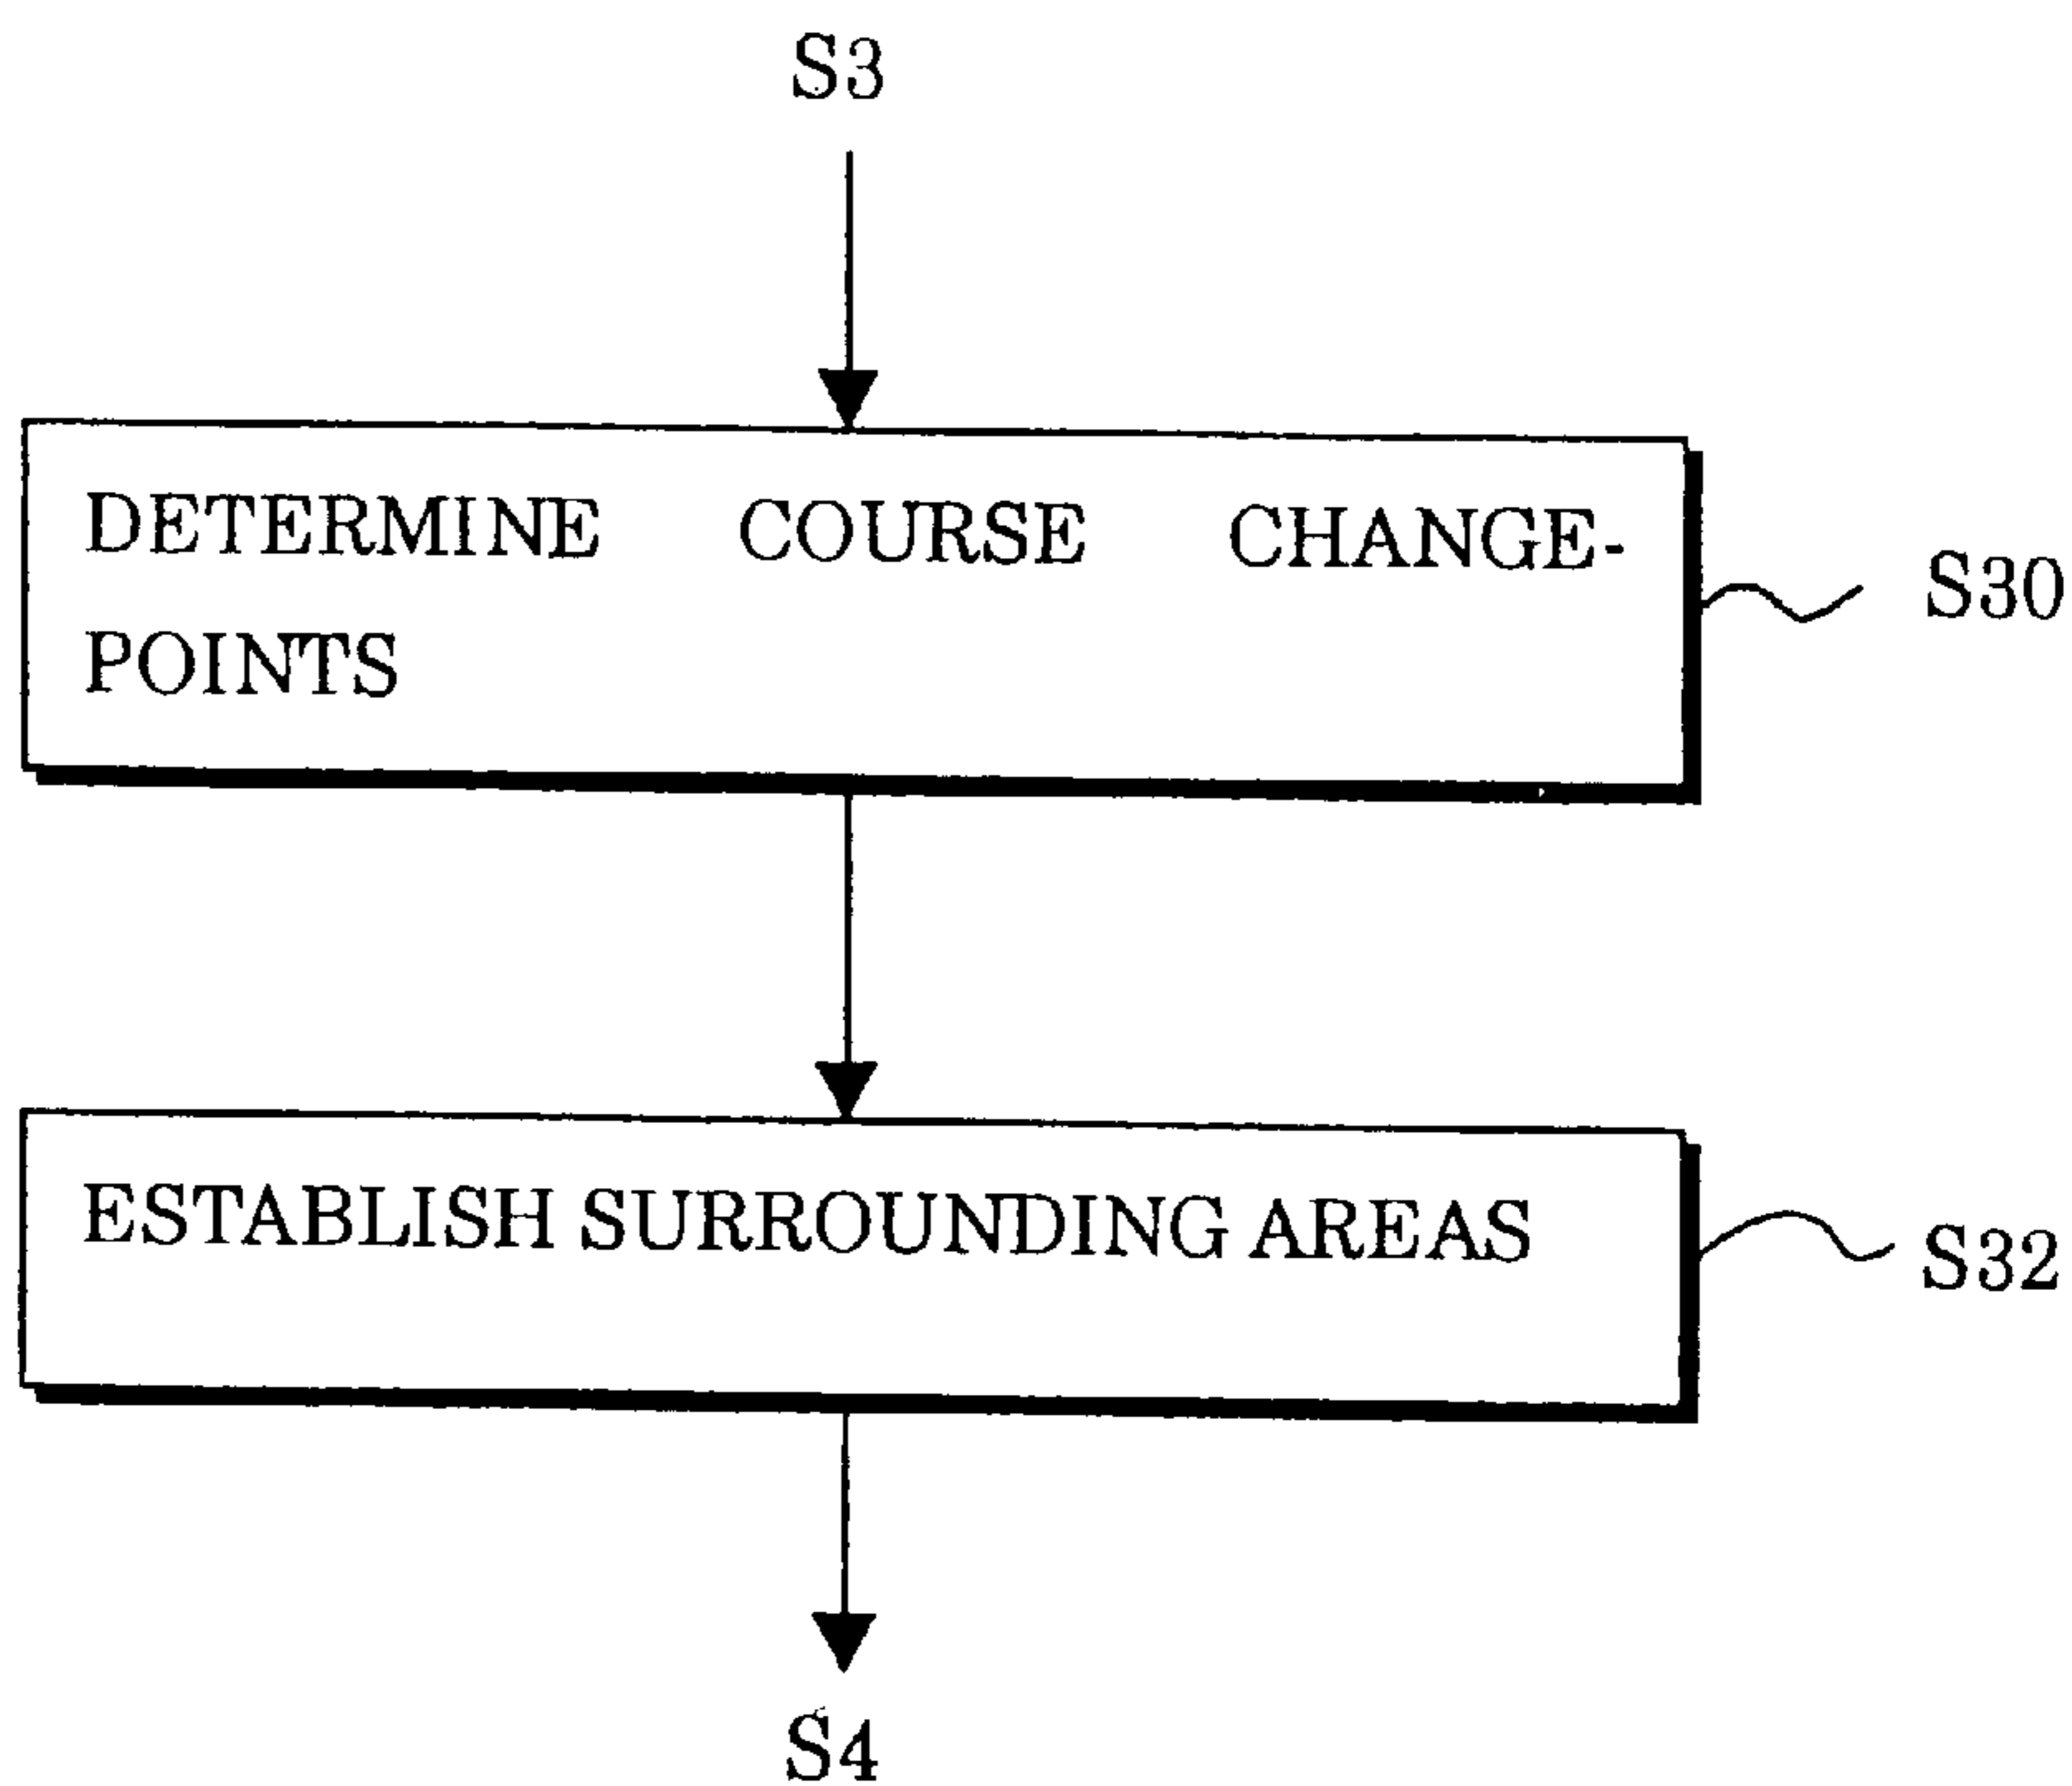 S3
DETERMINE COURSE CHANGE-
POINTS
S30
ESTABLISH SURROUNDING AREAS
S32
S4